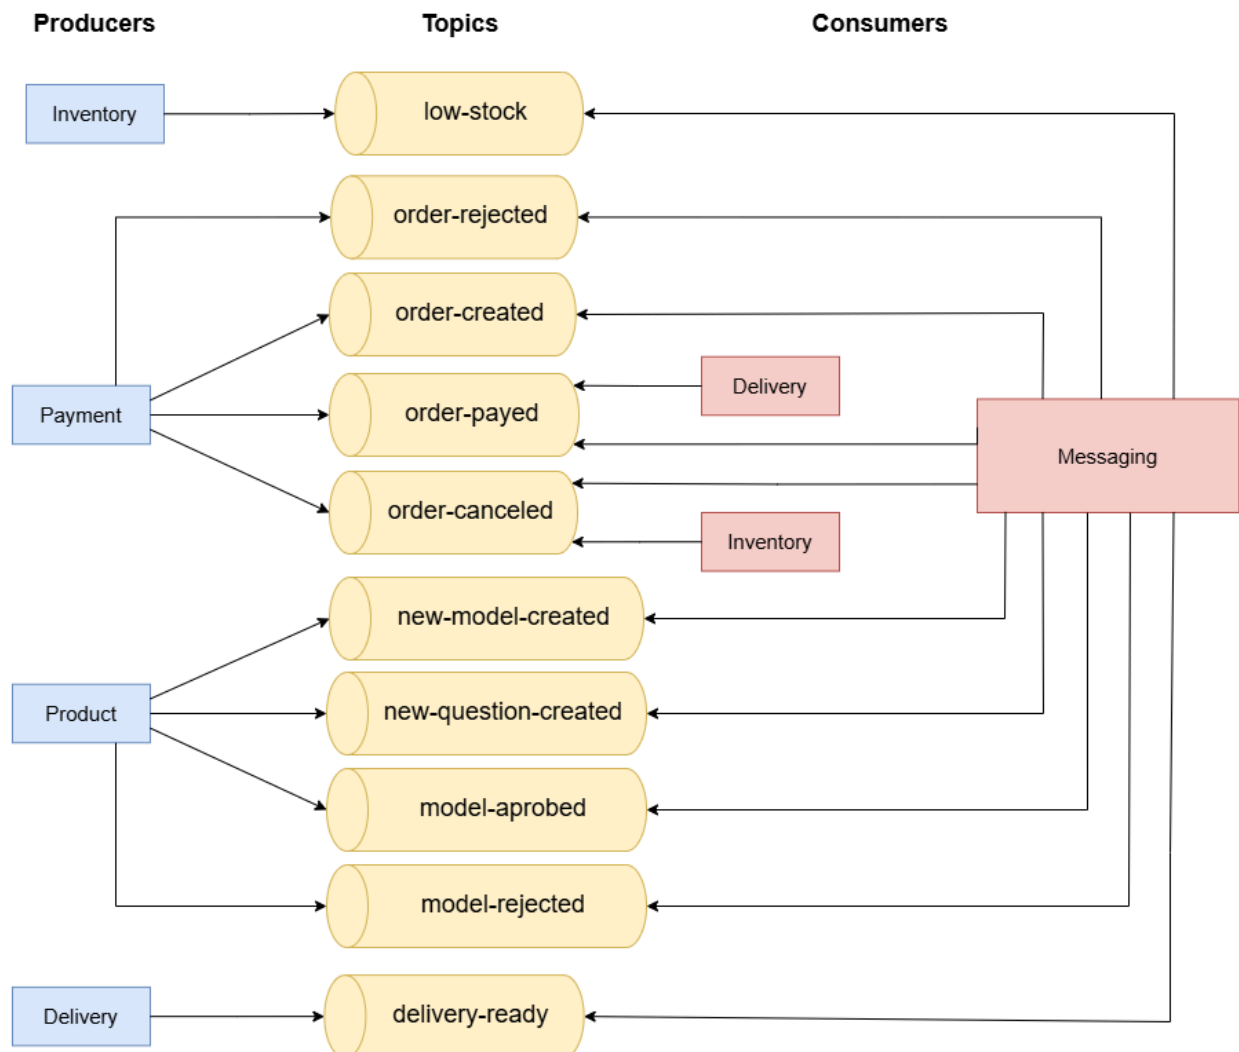 Producers
Topics
Consumers
Inventory
low-stock
order-rejected
order-created
Delivery
Payment
order-payed
Messaging
order-canceled
Inventory
new-model-created
Product
new-question-created
model-aprobed
model-rejected
Delivery
delivery-ready